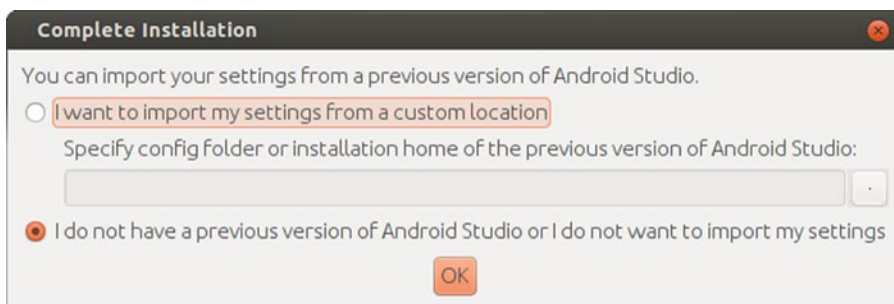 Complete Installation
You can import your settings from a previous version of Android Studio.
I want to import my settings from a custom location
Specify config folder or installation home of the previous version of Android Studio:
.
I do not have a previous version of Android Studio or I do not want to import my settings
OK